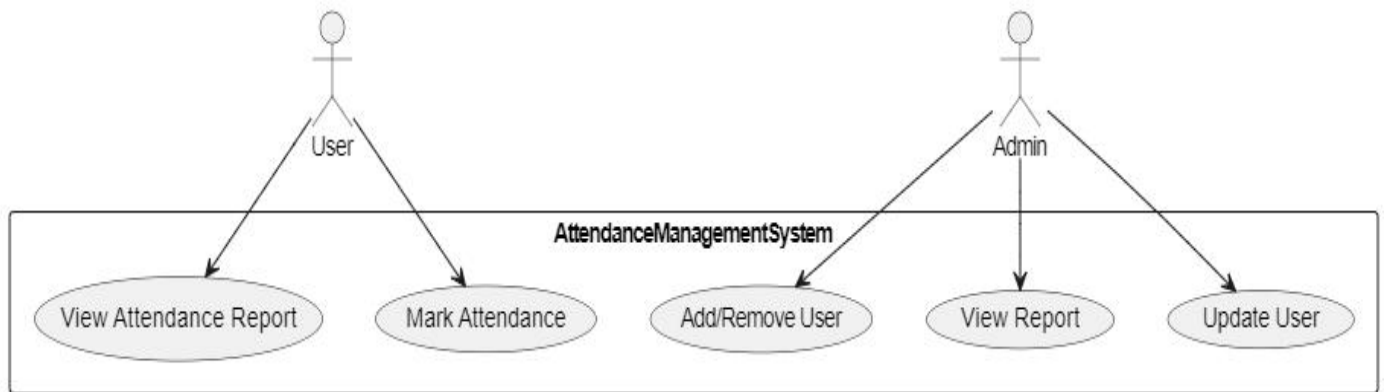 User
Admin
AttendanceManagementSystem
View Attendance Report
Mark Attendance
Add/Remove User
View Report
Update User